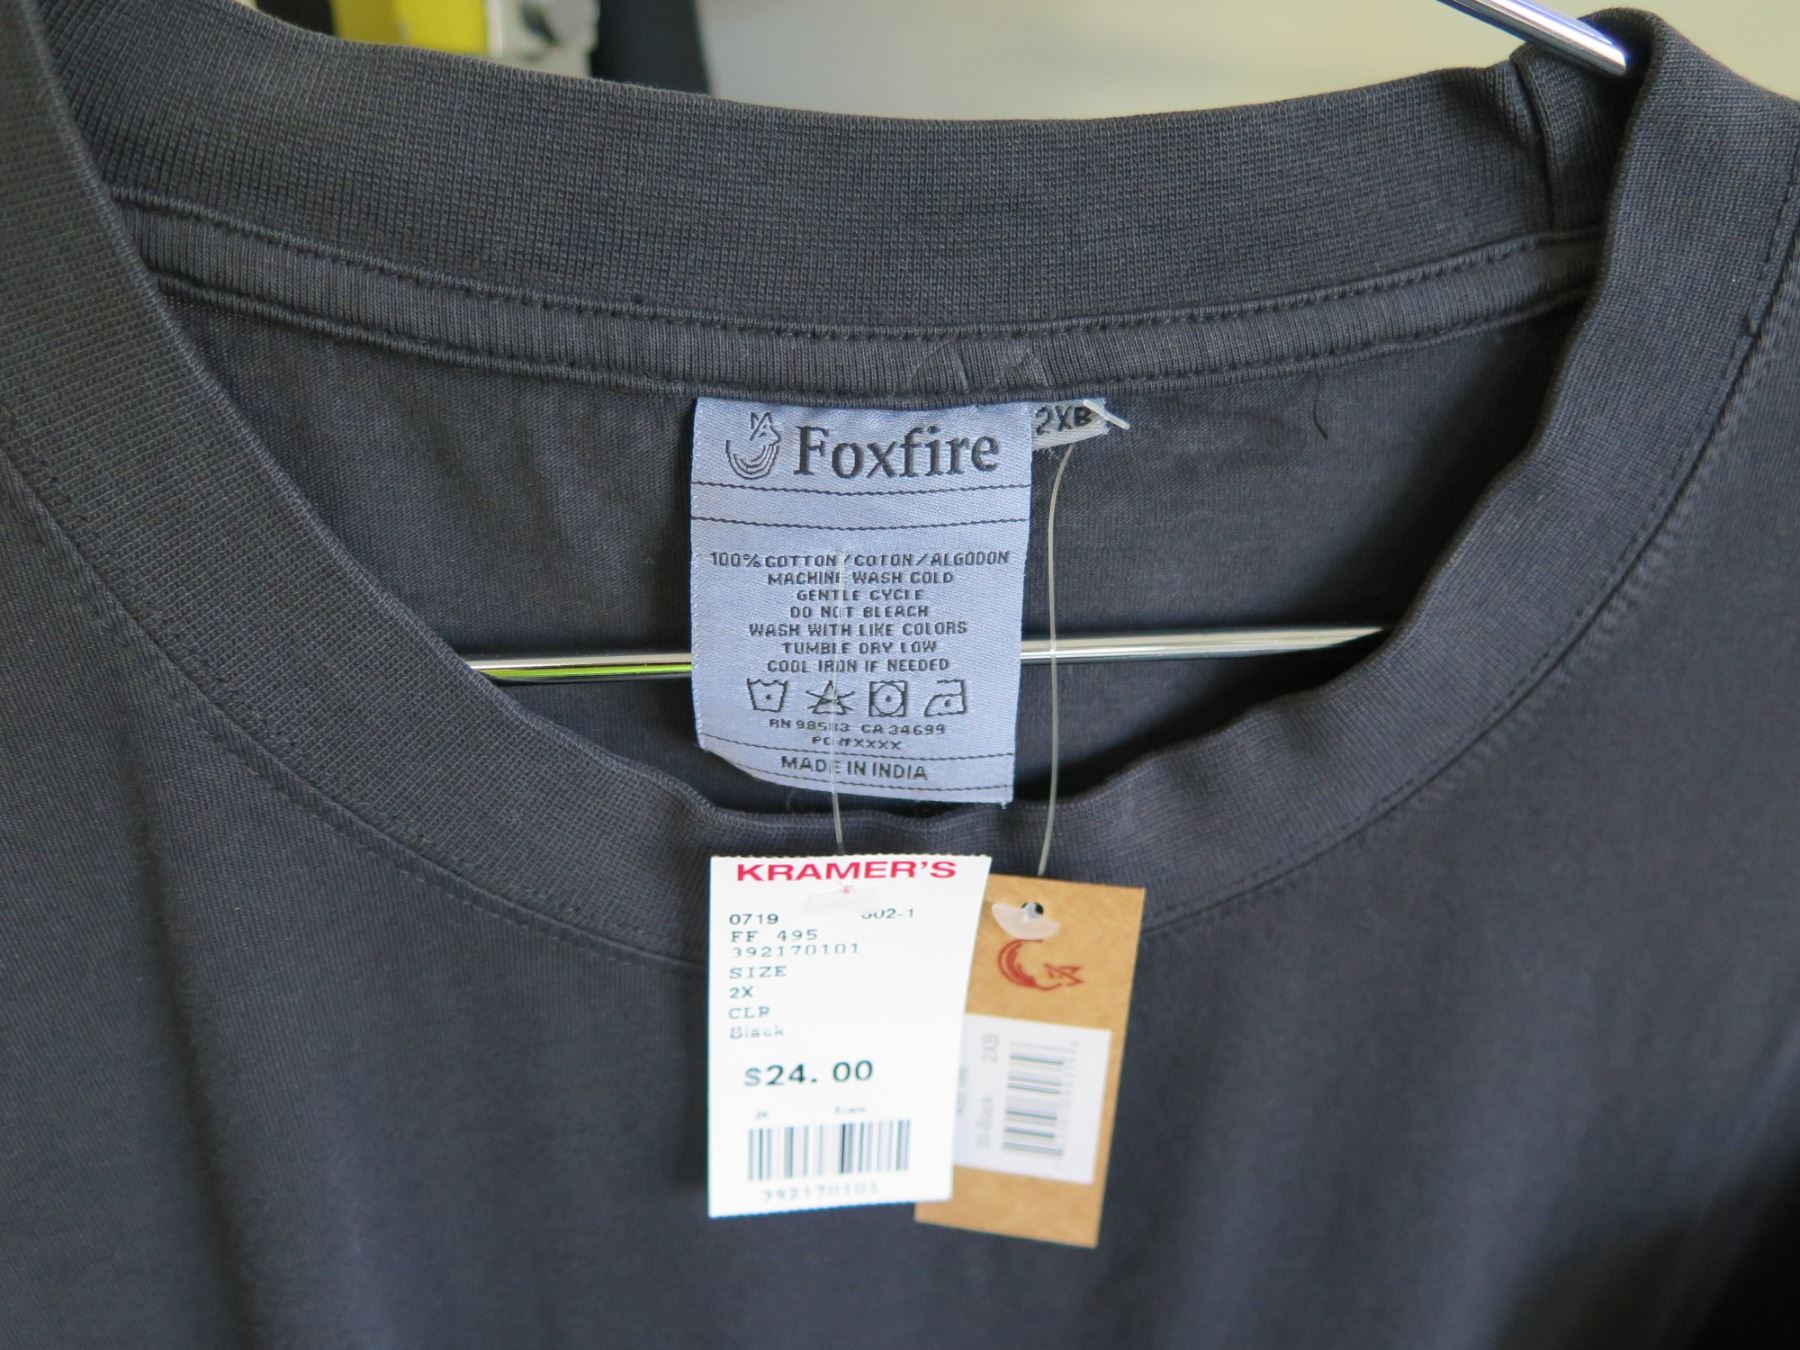 Foxfire
2XB
100% COTTON/COTON/ALGODON
MACHINE WASH COLD
GENTLE CYCLE
DO NOT BLEACH
WASH WITH LIKE COLORS
TUMBLE DRY LOW
COOL IRON IF NEEDED
RN CA 34699
MADE IN INDIA
KRAMER'S
0719
FF 495
392170101
SIZE
2X
CLR
Black
$24.00
392170101
2XB